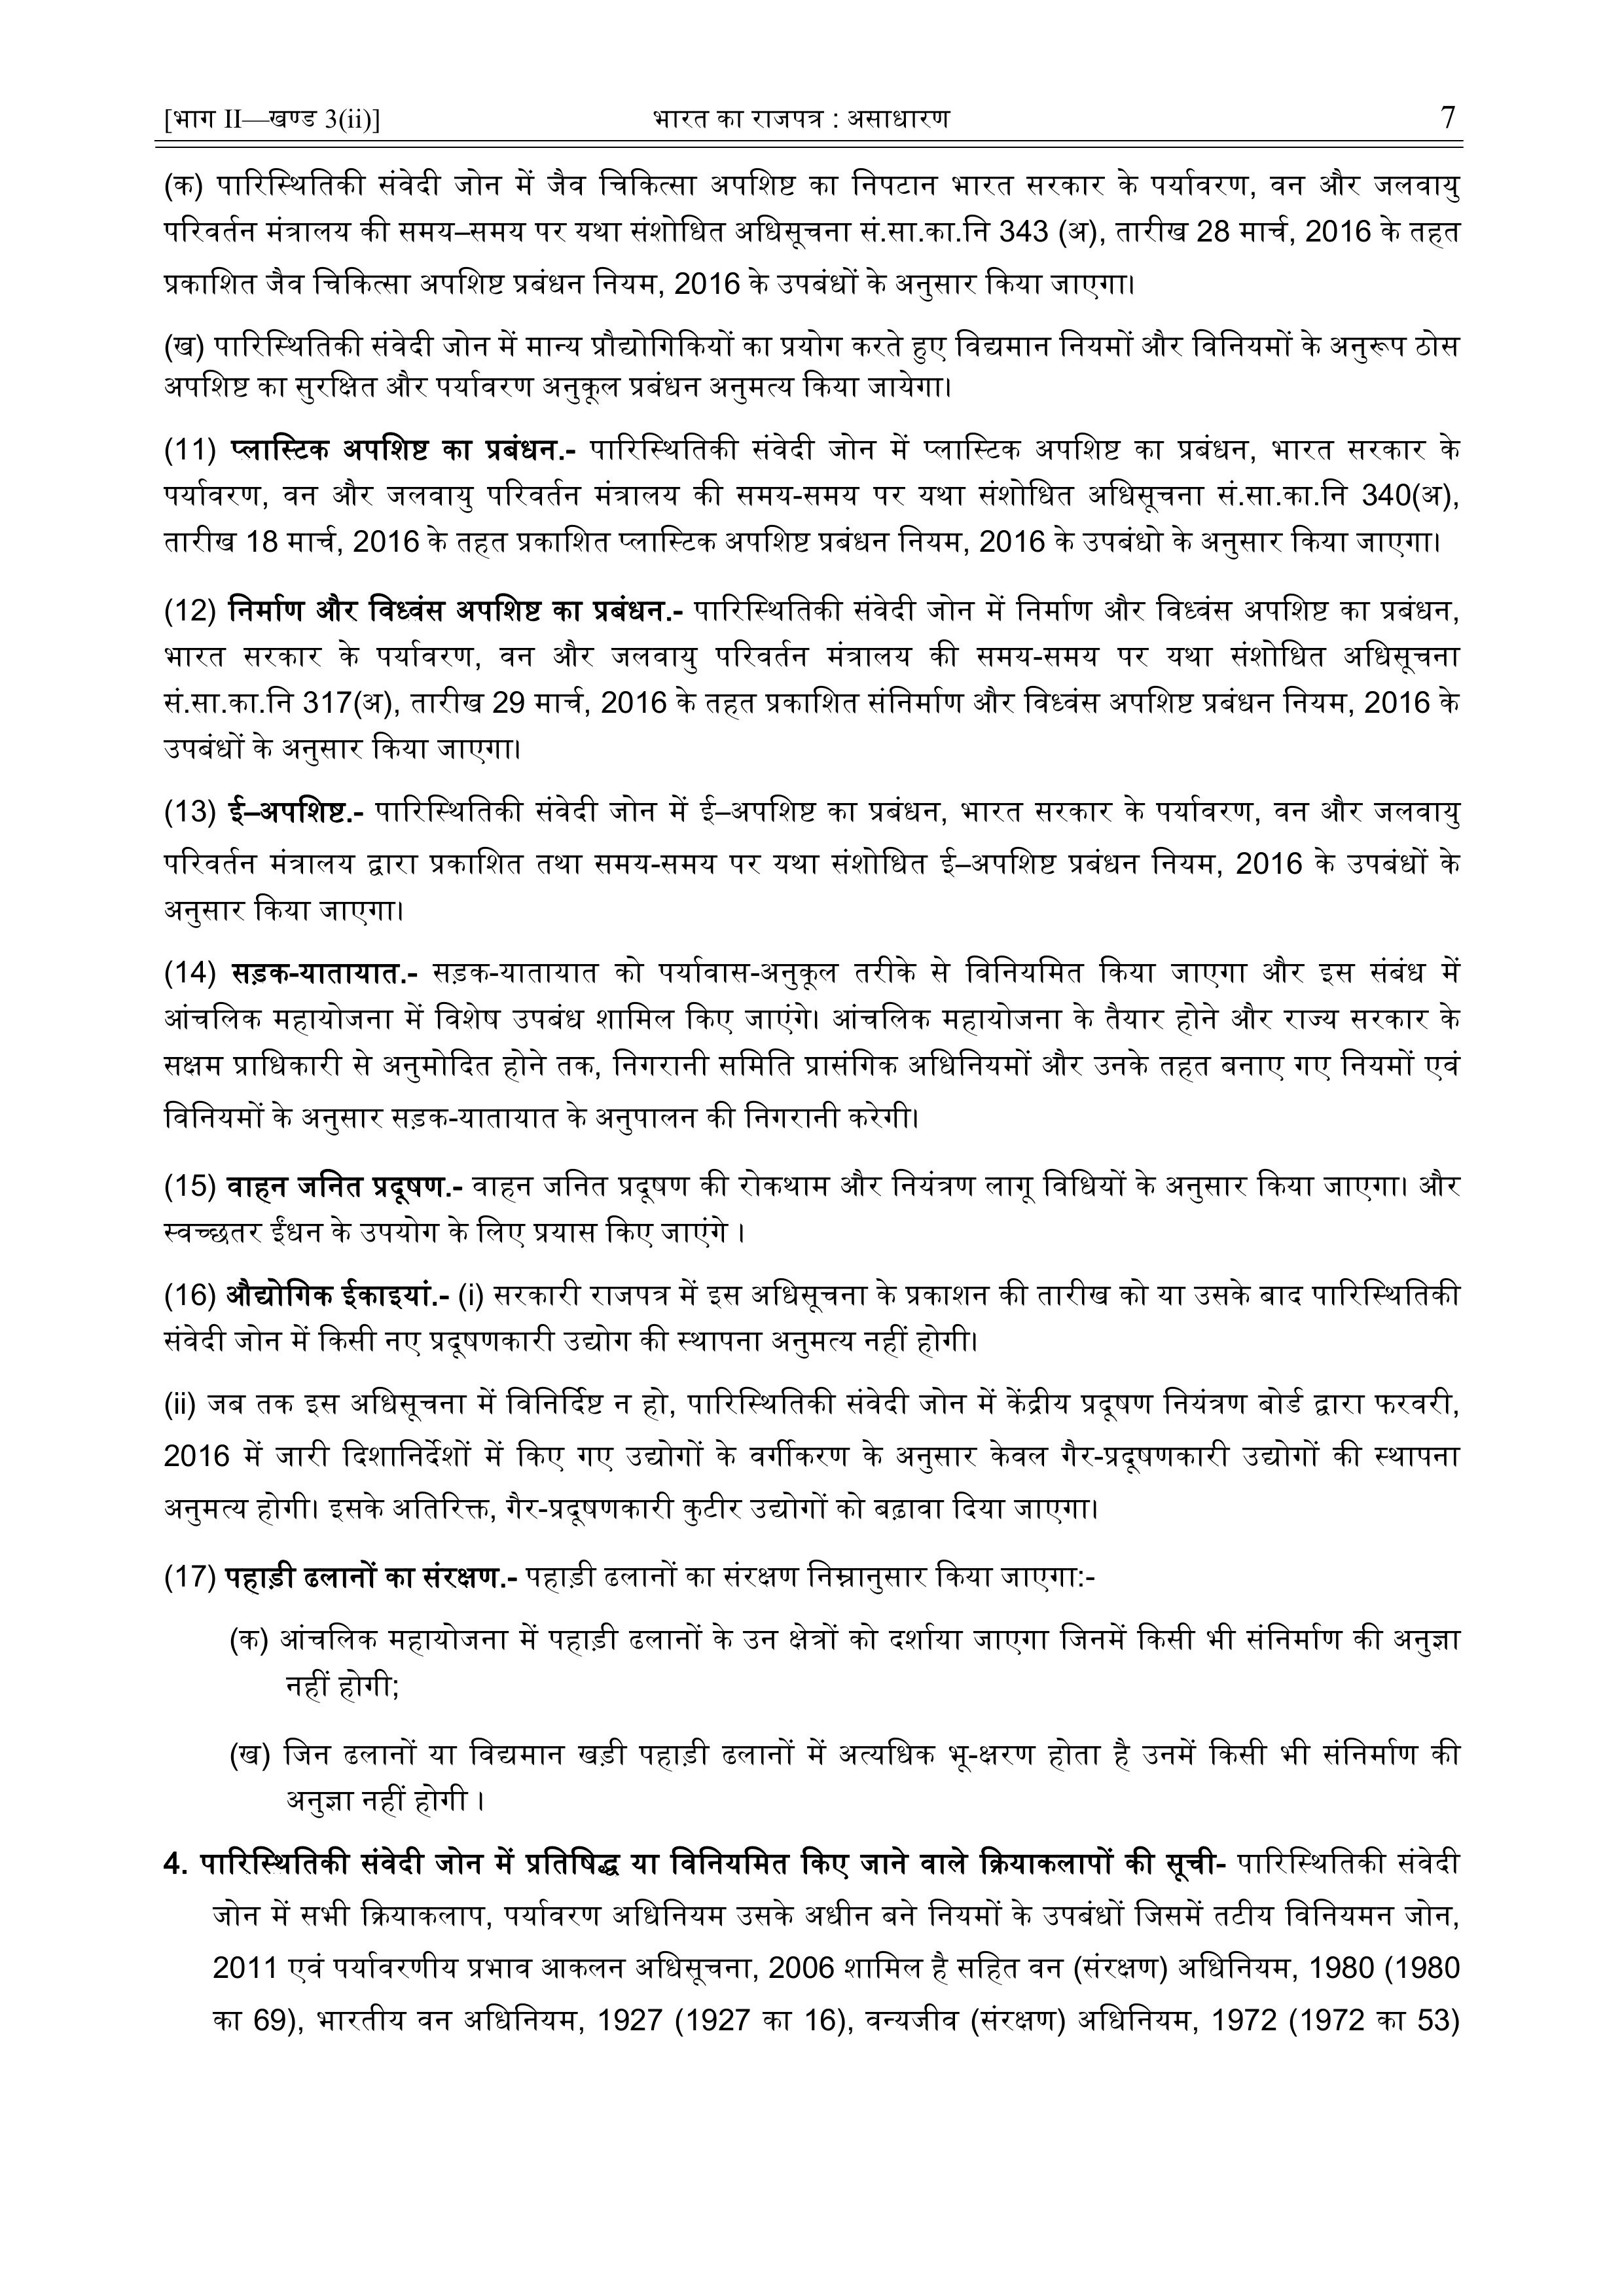 [भाग II—खण्ड 3(ii)] भारत का राजपत्र : असाधारण 7
(क) पारिस्थितिकी संवेदी जोन में जैव चिकित्सा अपशिष्ट का निपटान भारत सरकार के पर्यावरण, वन और जलवायु
परिवर्तन मंत्रालय की समय–समय पर यथा संशोधित अधिसूचना सं.सा.का.नि 343 (अ), तारीख 28 मार्च, 2016 के तहत
प्रकाशित जैव चिकित्सा अपशिष्ट प्रबंधन नियम, 2016 के उपबंधों के अनुसार किया जाएगा।
(ख) पारिस्थितिकी संवेदी जोन में मान्य प्रौद्योगिकियों का प्रयोग करते हुए विद्यमान नियमों और विनियमों के अनुरूप ठोस
अपशिष्ट का सुरक्षित और पर्यावरण अनुकूल प्रबंधन अनुमत्य किया जायेगा।
(11) प्लास्टिक अपशिष्ट का प्रबंधन.- पारिस्थितिकी संवेदी जोन में प्लास्टिक अपशिष्ट का प्रबंधन, भारत सरकार के
पर्यावरण, वन और जलवायु परिवर्तन मंत्रालय की समय-समय पर यथा संशोधित अधिसूचना सं.सा.का.नि 340(अ),
तारीख 18 मार्च, 2016 के तहत प्रकाशित प्लास्टिक अपशिष्ट प्रबंधन नियम, 2016 के उपबंधो के अनुसार किया जाएगा।
(12) निर्माण और विध्वंस अपशिष्ट का प्रबंधन.- पारिस्थितिकी संवेदी जोन में निर्माण और विध्वंस अपशिष्ट का प्रबंधन,
भारत सरकार के पर्यावरण, वन और जलवायु परिवर्तन मंत्रालय की समय-समय पर यथा संशोधित अधिसूचना
सं.सा.का.नि 317(अ), तारीख 29 मार्च, 2016 के तहत प्रकाशित संनिर्माण और विध्वंस अपशिष्ट प्रबंधन नियम, 2016 के
उपबंधों के अनुसार किया जाएगा।
(13) ई–अपशिष्ट.- पारिस्थितिकी संवेदी जोन में ई–अपशिष्ट का प्रबंधन, भारत सरकार के पर्यावरण, वन और जलवायु
परिवर्तन मंत्रालय द्वारा प्रकाशित तथा समय-समय पर यथा संशोधित ई–अपशिष्ट प्रबंधन नियम, 2016 के उपबंधों के
अनुसार किया जाएगा।
(14) सड़क-यातायात.- सड़क-यातायात को पर्यावास-अनुकूल तरीके से विनियमित किया जाएगा और इस संबंध में
आंचलिक महायोजना में विशेष उपबंध शामिल किए जाएंगे। आंचलिक महायोजना के तैयार होने और राज्य सरकार के
सक्षम प्राधिकारी से अनुमोदित होने तक, निगरानी समिति प्रासंगिक अधिनियमों और उनके तहत बनाए गए नियमों एवं
विनियमों के अनुसार सड़क-यातायात के अनुपालन की निगरानी करेगी।
(15) वाहन जनित प्रदूषण.- वाहन जनित प्रदूषण की रोकथाम और नियंत्रण लागू विधियों के अनुसार किया जाएगा। और
स्वच्छतर ईंधन के उपयोग के लिए प्रयास किए जाएंगे ।
(16) औद्योगिक ईकाइयां.- (i) सरकारी राजपत्र में इस अधिसूचना के प्रकाशन की तारीख को या उसके बाद पारिस्थितिकी
संवेदी जोन में किसी नए प्रदूषणकारी उद्योग की स्थापना अनुमत्य नहीं होगी।
(ii) जब तक इस अधिसूचना में विनिर्दिष्ट न हो, पारिस्थितिकी संवेदी जोन में केंद्रीय प्रदूषण नियंत्रण बोर्ड द्वारा फरवरी,
2016 में जारी दिशानिर्देशों में किए गए उद्योगों के वर्गीकरण के अनुसार केवल गैर-प्रदूषणकारी उद्योगों की स्थापना
अनुमत्य होगी। इसके अतिरिक्त, गैर-प्रदूषणकारी कुटीर उद्योगों को बढ़ावा दिया जाएगा।
(17) पहाड़ी ढलानों का संरक्षण.- पहाड़ी ढलानों का संरक्षण निम्नानुसार किया जाएगा:-
(क) आंचलिक महायोजना में पहाड़ी ढलानों के उन क्षेत्रों को दर्शाया जाएगा जिनमें किसी भी संनिर्माण की अनुज्ञा
नहीं होगी;
(ख) जिन ढलानों या विद्यमान खड़ी पहाड़ी ढलानों में अत्यधिक भू-क्षरण होता है उनमें किसी भी संनिर्माण की
अनुज्ञा नहीं होगी ।
4. पारिस्थितिकी संवेदी जोन में प्रतिषिद्ध या विनियमित किए जाने वाले क्रियाकलापों की सूची- पारिस्थितिकी संवेदी
जोन में सभी क्रियाकलाप, पर्यावरण अधिनियम उसके अधीन बने नियमों के उपबंधों जिसमें तटीय विनियमन जोन,
2011 एवं पर्यावरणीय प्रभाव आकलन अधिसूचना, 2006 शामिल है सहित वन (संरक्षण) अधिनियम, 1980 (1980
का 69), भारतीय वन अधिनियम, 1927 (1927 का 16), वन्यजीव (संरक्षण) अधिनियम, 1972 (1972 का 53)